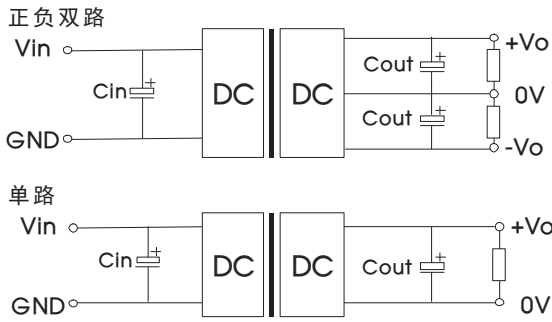 正负双路
Vin
+Vo
Cout
+
Cin
+
DC
DC
0V
Cout
+
GND
-Vo
单路
Vin
+Vo
Cin
+
DC
DC
Cout
+
GND
0V